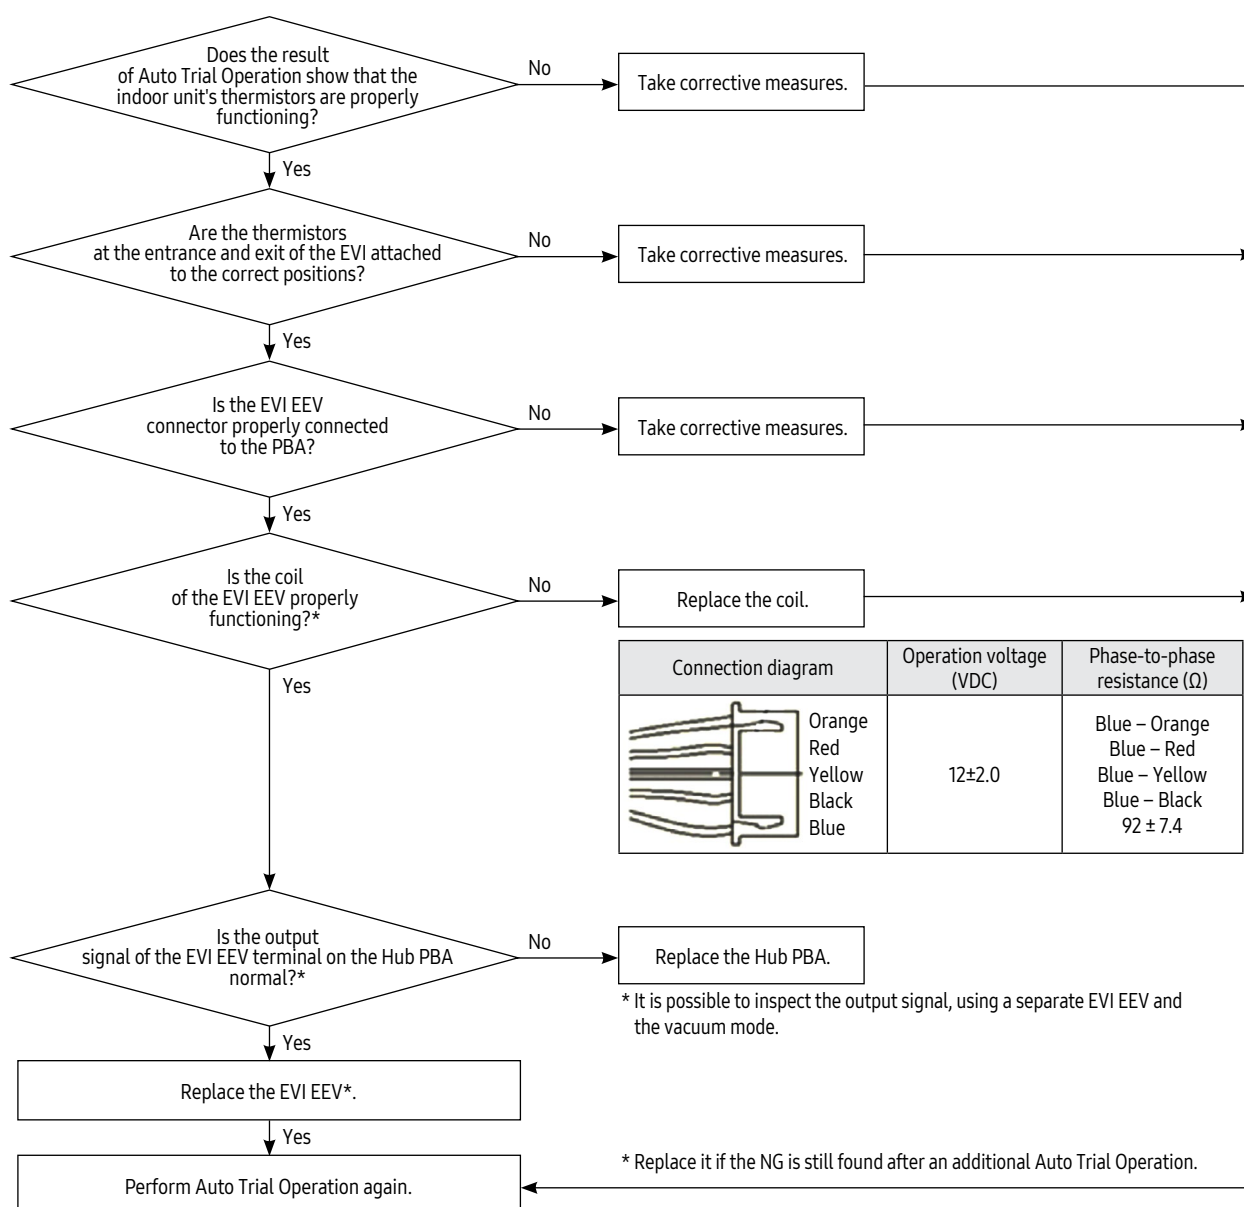 Does the result
of Auto Trial Operation show that the
indoor unit's thermistors are properly
functioning?
No
Take corrective measures.
Yes
Are the thermistors
at the entrance and exit of the EVI attached
to the correct positions?
No
Take corrective measures.
Yes
Is the EVI EEV
connector properly connected
to the PBA?
No
Take corrective measures.
Yes
Is the coil
of the EVI EEV properly
functioning?*
No
Replace the coil.
Yes
Connection diagram
Operation voltage
(VDC)
Phase-to-phase
resistance (Ω)
Orange
Red
Yellow
Black
Blue
12±2.0
Blue – Orange
Blue – Red
Blue – Yellow
Blue – Black
92 ± 7.4
Is the output
signal of the EVI EEV terminal on the Hub PBA
normal?*
No
Replace the Hub PBA.
* It is possible to inspect the output signal, using a separate EVI EEV and
the vacuum mode.
Yes
Replace the EVI EEV*.
Yes
* Replace it if the NG is still found after an additional Auto Trial Operation.
Perform Auto Trial Operation again.